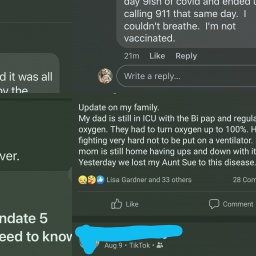 day 9ish of covid and ended u
calling 911 that same day. I
couldn't breathe. I'm not
vaccinated.
21m Like Reply
d it was all
by the
Write a reply...
Update on my family.
My dad is still in ICU with the Bi pap and regula
oxygen. They had to turn oxygen up to 100%. H
fighting very hard not to be put on a ventilator.
mom is still home having ups and down with it
Yesterday we lost my Aunt Sue to this disease.
ver.
Lisa Gardner and 33 others
28 Com
Like
Comment
ndate 5
eed to know
Aug 9 · TikTok ·